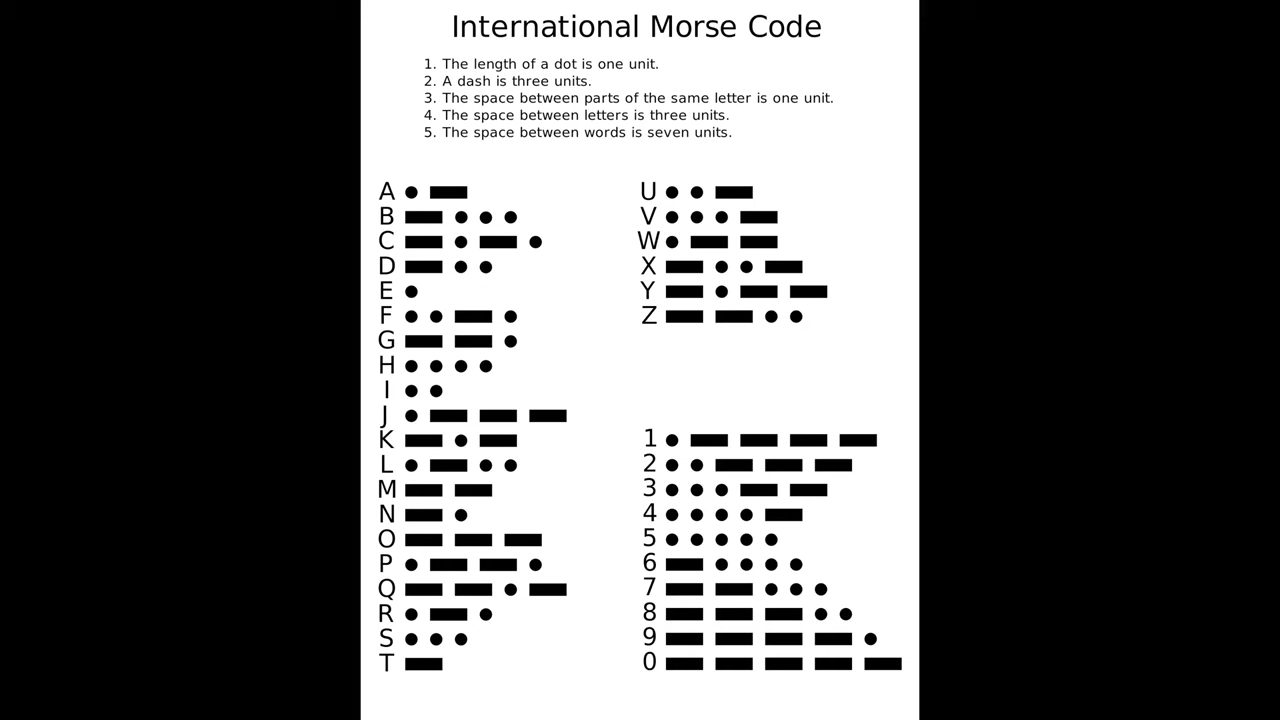 International Morse Code
1. The length of a dot is one unit.
2. A dash is three units.
3. The space between parts of the same letter is one unit.
4. The space between letters is three units.
5. The space between words is seven units.
A
B
C
D
E
F
G
H
I
J
K
L
M
N
O
P
Q
R
S
T
U
V
W
X
Y
Z
1
2
3
4
5
6
7
8
9
0